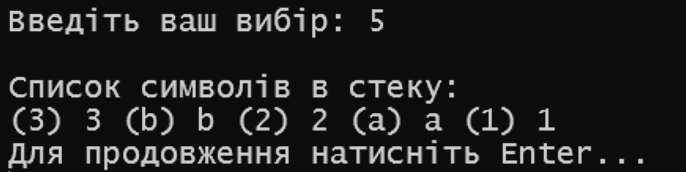 Введіть ваш вибір: 5
Список символів в стеку:
(3) 3 (b) b (2) 2 (a) a (1) 1
Для продовження натисніть Enter...